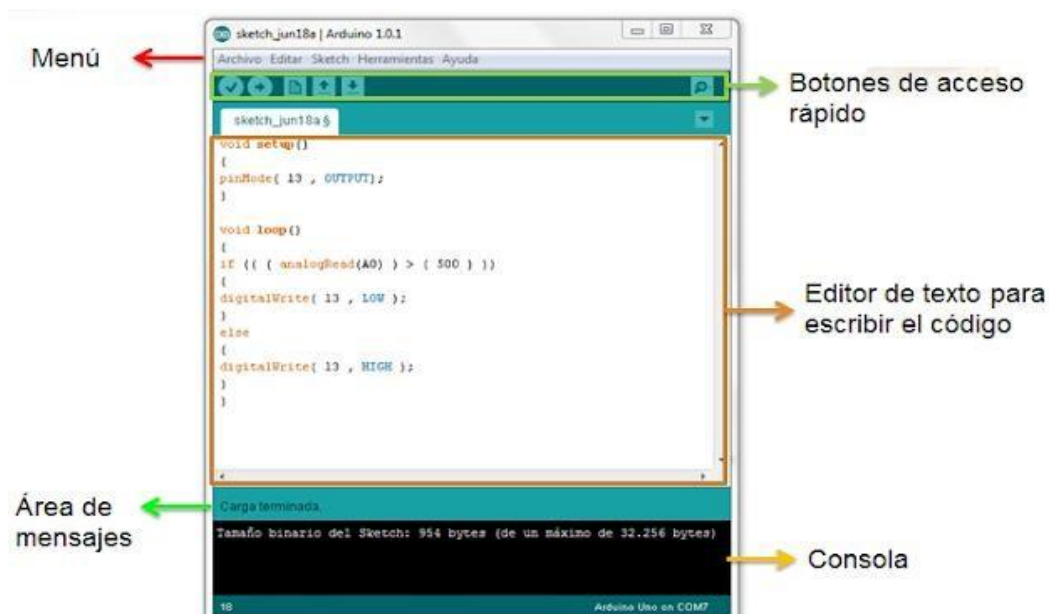 sketch_jun18a | Arduino 1.0.1
Menú
Archivo Editar Sketch Herramientas Ayuda
Botones de acceso
rápido
sketch_jun18a §
void setup()
{
pinMode( 13 , OUTPUT);
}
void loop()
{
if (( ( analogRead(A0) ) > ( 500 ) ))
{
digitalWrite( 13 , LOW );
}
else
{
digitalWrite( 13 , HIGH );
}
}
Editor de texto para
escribir el código
Área de
mensajes
Carga terminada.
Tamaño binario del Sketch: 954 bytes (de un máximo de 32.256 bytes)
Consola
18
Arduino Uno on COM7